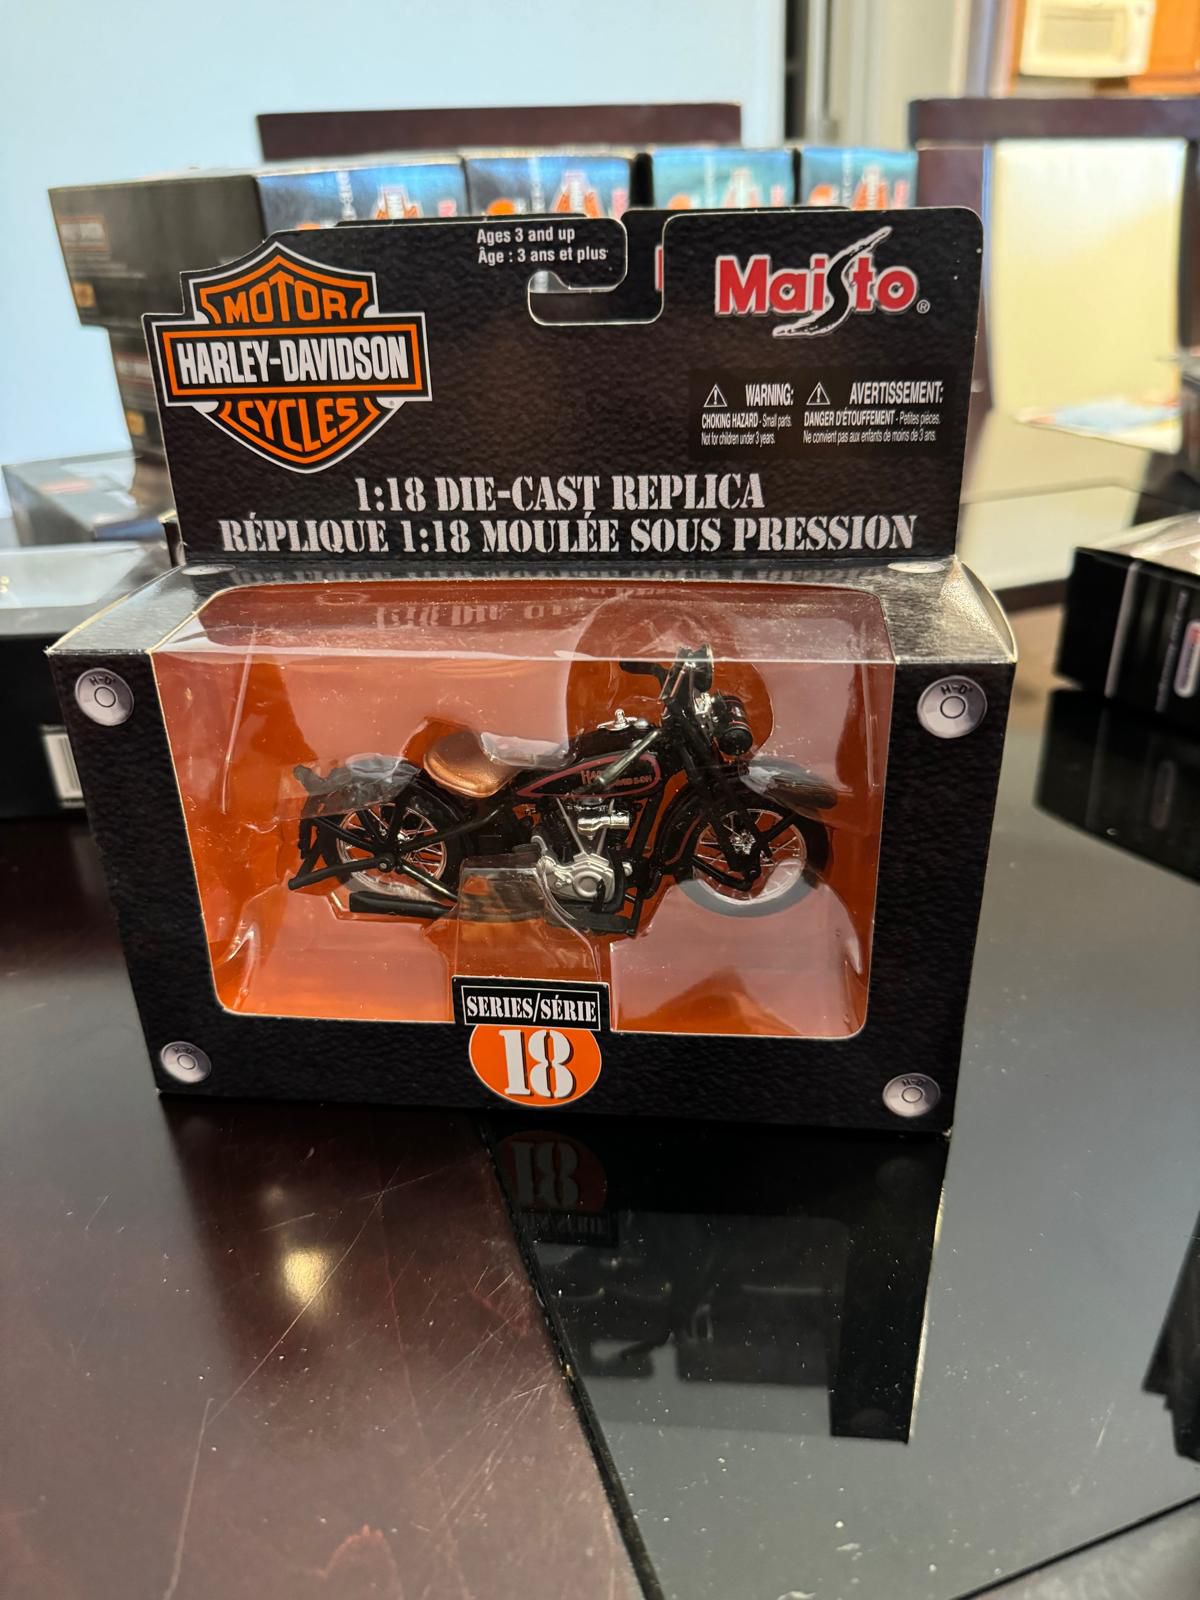 Ages 3 and up
Âge : 3 ans et plus
Maisto®
MOTOR
HARLEY-DAVIDSON
CYCLES
WARNING:
CHOKING HAZARD - Small parts.
Not for children under 3 years.
AVERTISSEMENT:
DANGER D'ÉTOUFFEMENT - Petites pièces.
Ne convient pas aux enfants de moins de 3 ans.
1:18 DIE-CAST REPLICA
RÉPLIQUE 1:18 MOULÉE SOUS PRESSION
H-D
H-D
SERIES/SÉRIE
18
H-D
H-D